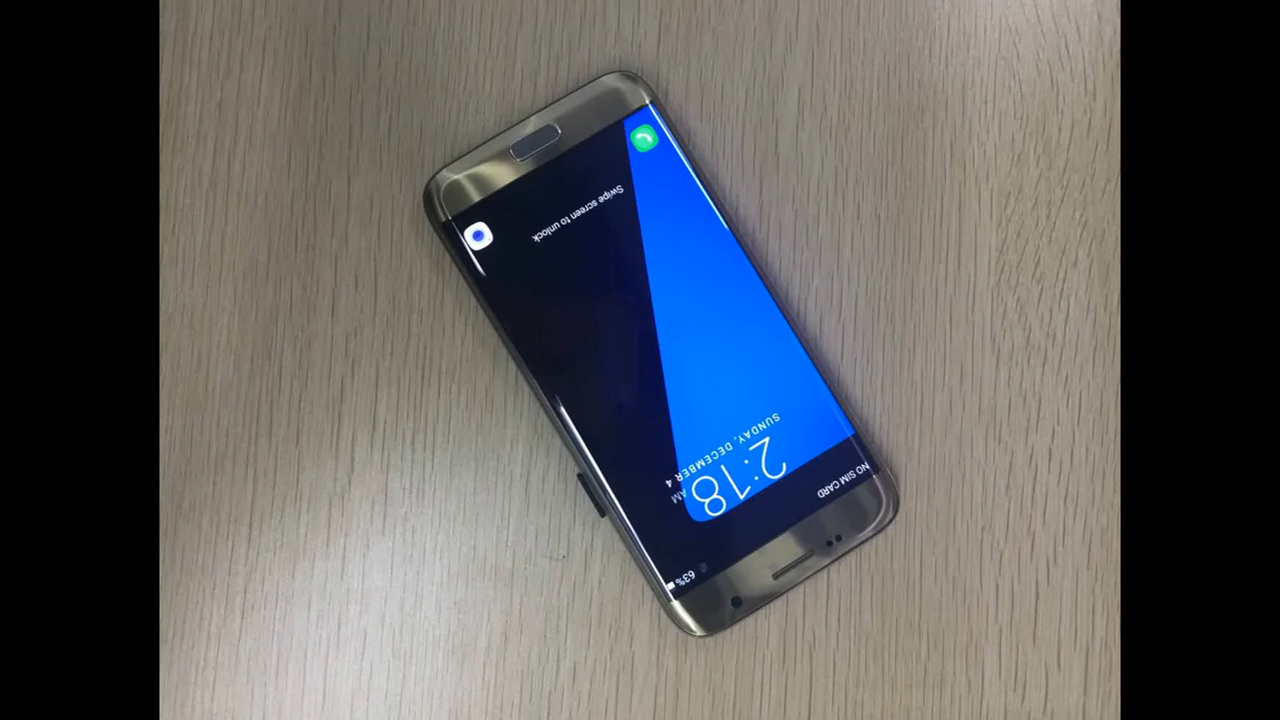 NO SIM CARD
63%
2:18 AM
SUNDAY, DECEMBER 4
Swipe screen to unlock